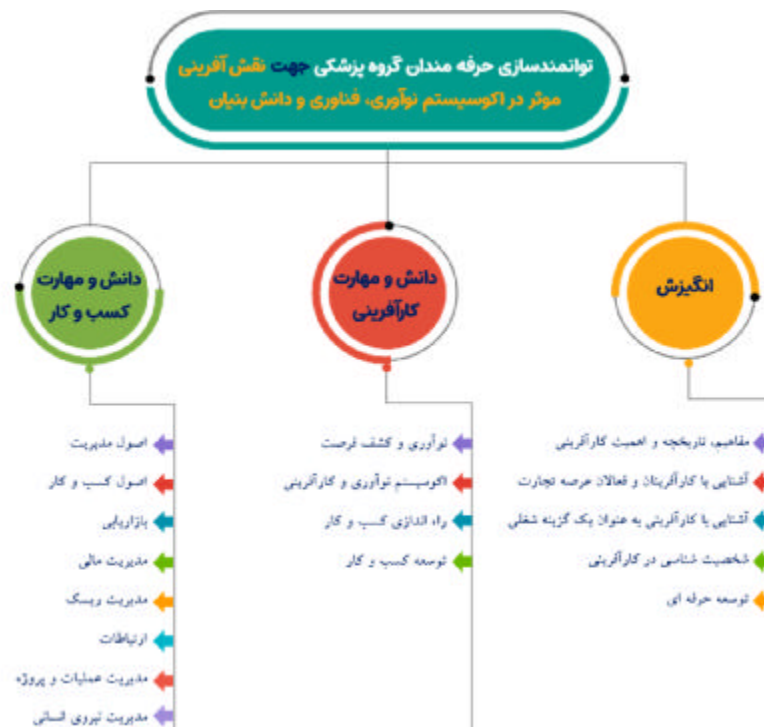 توانمندسازی حرفه مندان گروه پزشکی جهت نقش آفرینی
موثر در اکوسیستم نوآوری، فناوری و دانش بنیان
انگیزش
مفاهیم، تاریخچه و اهمیت کارآفرینی
آشنایی با کارآفرینان و فعالان عرصه تجارت
آشنایی با کارآفرینی به عنوان یک گزینه شغلی
شخصیت شناسی در کارآفرینی
توسعه حرفه ای
دانش و مهارت
کارآفرینی
نوآوری و کشف فرصت
اکوسیستم نوآوری و کارآفرینی
راه اندازی کسب و کار
توسعه کسب و کار
دانش و مهارت
کسب و کار
اصول مدیریت
اصول کسب و کار
بازاریابی
مدیریت مالی
مدیریت ریسک
ارتباطات
مدیریت عملیات و پروژه
مدیریت نیروی انسانی